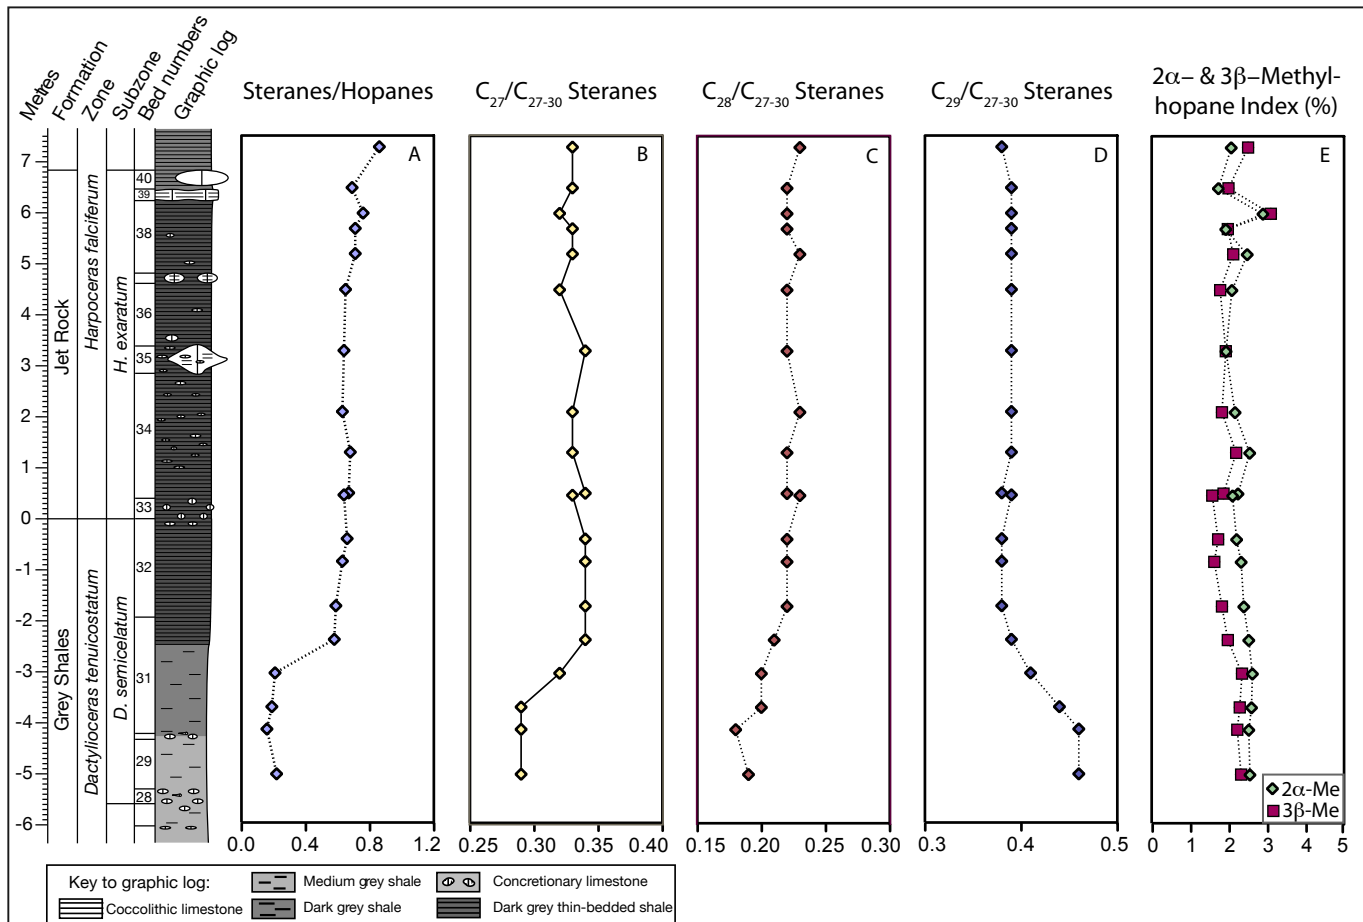 Metres
Formation
Zone
Subzone
Bed numbers
Graphic log
Steranes/Hopanes
C27/C27-30 Steranes
C28/C27-30 Steranes
C29/C27-30 Steranes
2α– & 3β–Methyl-
hopane Index (%)
A
B
C
D
E
7
6
5
4
3
2
1
0
-1
-2
-3
-4
-5
-6
Jet Rock
Grey Shales
Harpoceras falciferum
Dactylioceras tenuicostatum
H. exaratum
D. semicelatum
40
39
38
36
35
34
33
32
31
29
28
2α-Me
3β-Me
0.0 0.4 0.8 1.2
0.25 0.30 0.35 0.40
0.15 0.20 0.25 0.30
0.3 0.4 0.5
0 1 2 3 4 5
Key to graphic log:
Coccolithic limestone
Medium grey shale
Dark grey shale
Concretionary limestone
Dark grey thin-bedded shale